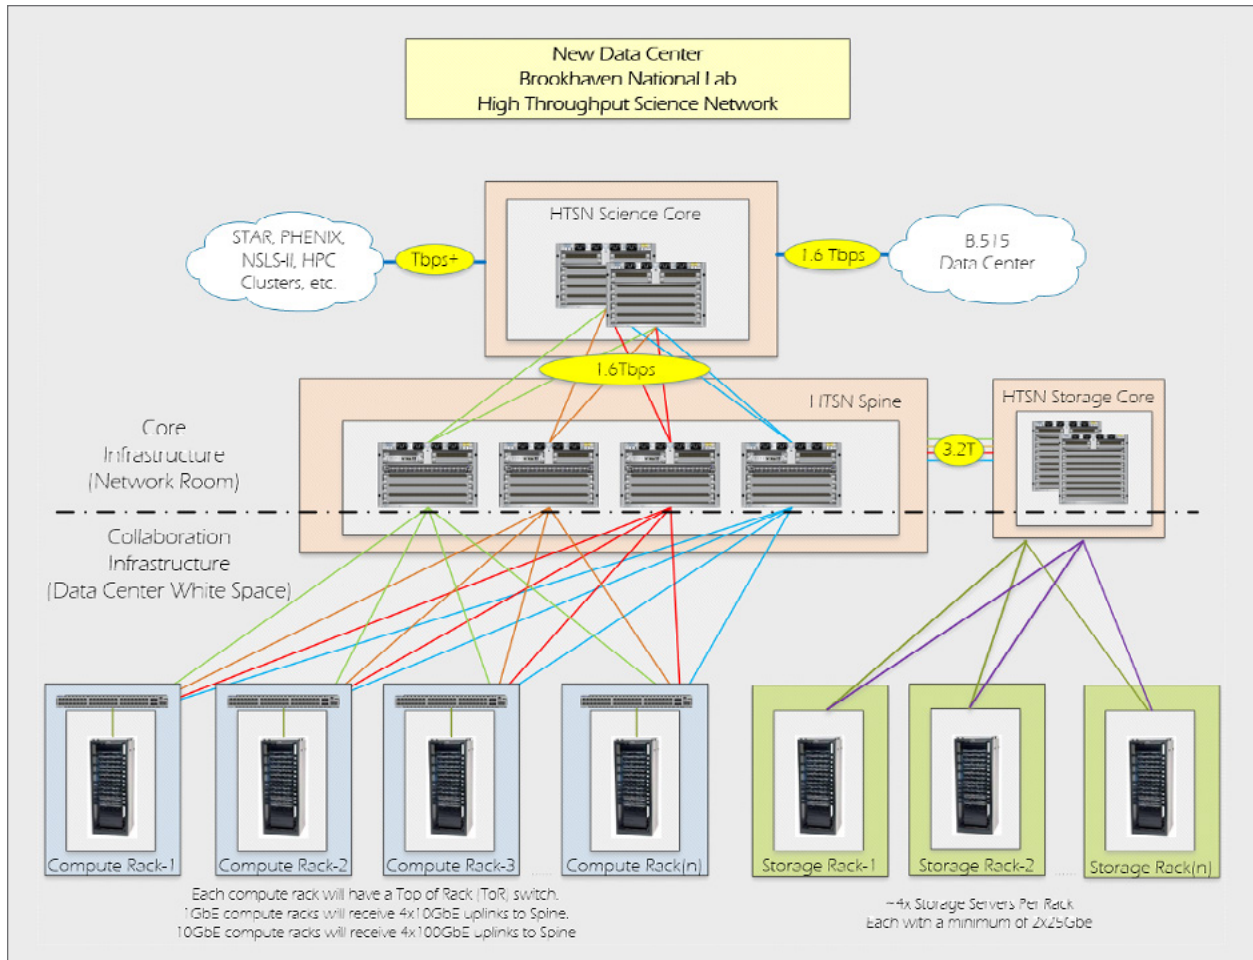 New Data Center
Brookhaven National Lab
High Throughput Science Network
HTSN Science Core
STAR, PHENIX,
NSLS-II, HPC
Clusters, etc.
Tbps+
1.6 Tbps
B.515
Data Center
1.6Tbps
HTSN Spine
HTSN Storage Core
3.2T
Core
Infrastructure
(Network Room)
Collaboration
Infrastructure
(Data Center White Space)
Compute Rack-1
Compute Rack-2
Compute Rack-3
......
Compute Rack(n)
Storage Rack-1
Storage Rack-2
......
Storage Rack(n)
Each compute rack will have a Top of Rack (ToR) switch.
1GbE compute racks will receive 4x10GbE uplinks to Spine.
10GbE compute racks will receive 4x100GbE uplinks to Spine
~4x Storage Servers Per Rack
Each with a minimum of 2x25Gbe